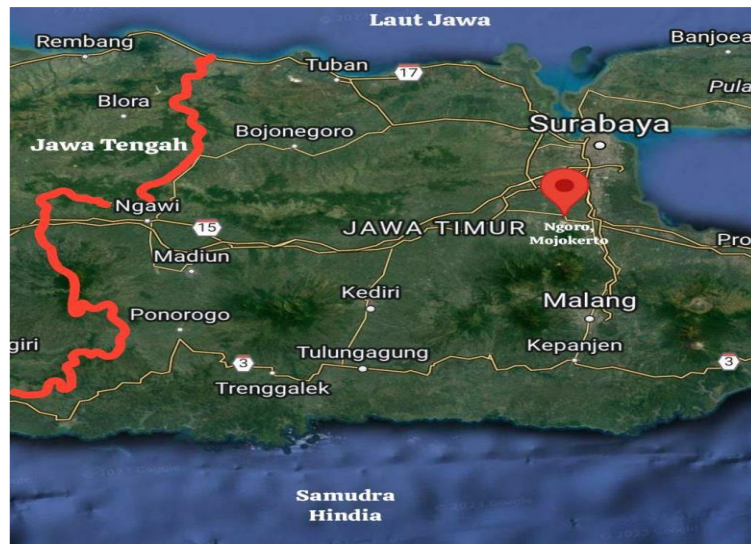 Laut Jawa
Rembang
Banjoea
Tuban
17
Pula
Blora
Surabaya
Bojonegoro
Jawa Tengah
Ngawi
15
JAWA TIMUR
Ngoro,
Mojokerto
Pro
Madiun
Kediri
Malang
Ponorogo
giri
Tulungagung
Kepanjen
3
3
Trenggalek
Samudra
Hindia